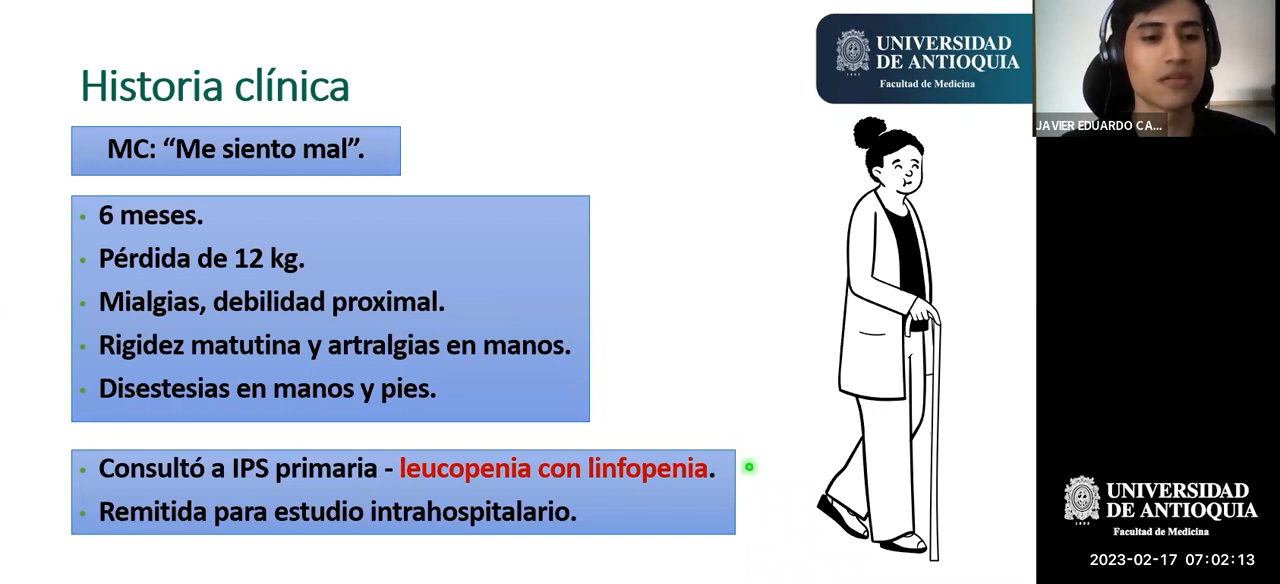 UNIVERSIDAD
DE ANTIOQUIA
Facultad de Medicina
JAVIER EDUARDO CA...
Historia clínica
MC: “Me siento mal”.
• 6 meses.
• Pérdida de 12 kg.
• Mialgias, debilidad proximal.
• Rigidez matutina y artralgias en manos.
• Disestesias en manos y pies.
• Consultó a IPS primaria - leucopenia con linfopenia.
• Remitida para estudio intrahospitalario.
UNIVERSIDAD
DE ANTIOQUIA
Facultad de Medicina
2023-02-17 07:02:13